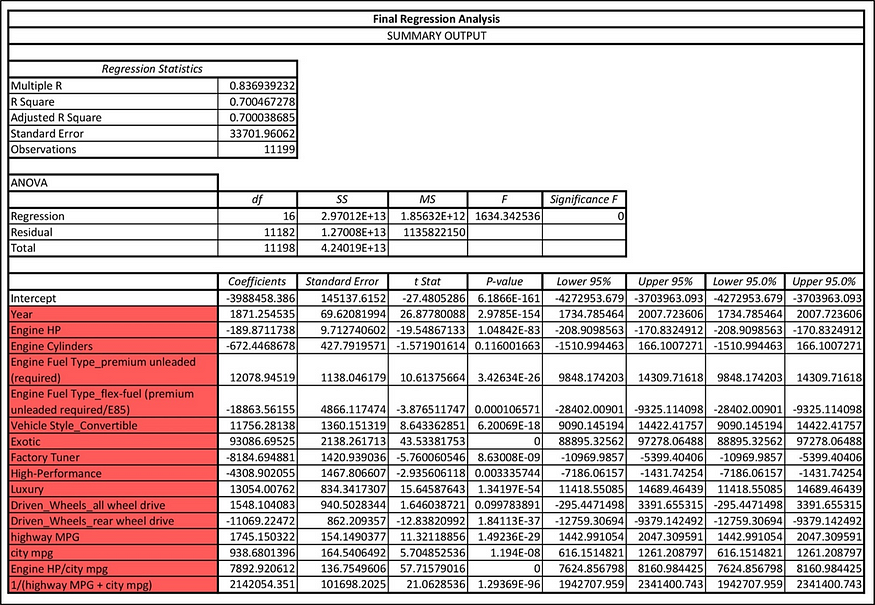 Final Regression Analysis
SUMMARY OUTPUT
Regression Statistics
Multiple R 0.836939232
R Square 0.700467278
Adjusted R Square 0.700038685
Standard Error 33701.96062
Observations 11199
ANOVA
df SS MS F Significance F
Regression 16 2.97012E+13 1.85632E+12 1634.342536 0
Residual 11182 1.27008E+13 1135822150
Total 11198 4.24019E+13
Coefficients Standard Error t Stat P-value Lower 95% Upper 95% Lower 95.0% Upper 95.0%
Intercept -3988458.386 145137.6152 -27.4805286 6.1866E-161 -4272953.679 -3703963.093 -4272953.679 -3703963.093
Year 1871.254535 69.62081994 26.87780088 2.9785E-154 1734.785464 2007.723606 1734.785464 2007.723606
Engine HP -189.8711738 9.712740602 -19.54867133 1.04842E-83 -208.9098563 -170.8324912 -208.9098563 -170.8324912
Engine Cylinders -672.4468678 427.7919571 -1.571901614 0.116001663 -1510.994463 166.1007271 -1510.994463 166.1007271
Engine Fuel Type_premium unleaded
(required) 12078.94519 1138.046179 10.61375664 3.42634E-26 9848.174203 14309.71618 9848.174203 14309.71618
Engine Fuel Type_flex-fuel (premium
unleaded required/E85) -18863.56155 4866.117474 -3.876511747 0.000106571 -28402.00901 -9325.114098 -28402.00901 -9325.114098
Vehicle Style_Convertible 11756.28138 1360.151319 8.643362851 6.20069E-18 9090.145194 14422.41757 9090.145194 14422.41757
Exotic 93086.69525 2138.261713 43.53381753 0 88895.32562 97278.06488 88895.32562 97278.06488
Factory Tuner -8184.694881 1420.939036 -5.760060546 8.63008E-09 -10969.9857 -5399.40406 -10969.9857 -5399.40406
High-Performance -4308.902055 1467.806607 -2.935606118 0.003335744 -7186.06157 -1431.74254 -7186.06157 -1431.74254
Luxury 13054.00762 834.3417307 15.64587643 1.34197E-54 11418.55085 14689.46439 11418.55085 14689.46439
Driven_Wheels_all wheel drive 1548.104083 940.5028344 1.646038721 0.099783891 -295.4471498 3391.655315 -295.4471498 3391.655315
Driven_Wheels_rear wheel drive -11069.22472 862.209357 -12.83820992 1.84113E-37 -12759.30694 -9379.142492 -12759.30694 -9379.142492
highway MPG 1745.150322 154.1490377 11.32118856 1.49236E-29 1442.991054 2047.309591 1442.991054 2047.309591
city mpg 938.6801396 164.5406492 5.704852536 1.194E-08 616.1514821 1261.208797 616.1514821 1261.208797
Engine HP/city mpg 7892.920612 136.7549606 57.71579016 0 7624.856798 8160.984425 7624.856798 8160.984425
1/(highway MPG + city mpg) 2142054.351 101698.2025 21.0628536 1.29369E-96 1942707.959 2341400.743 1942707.959 2341400.743